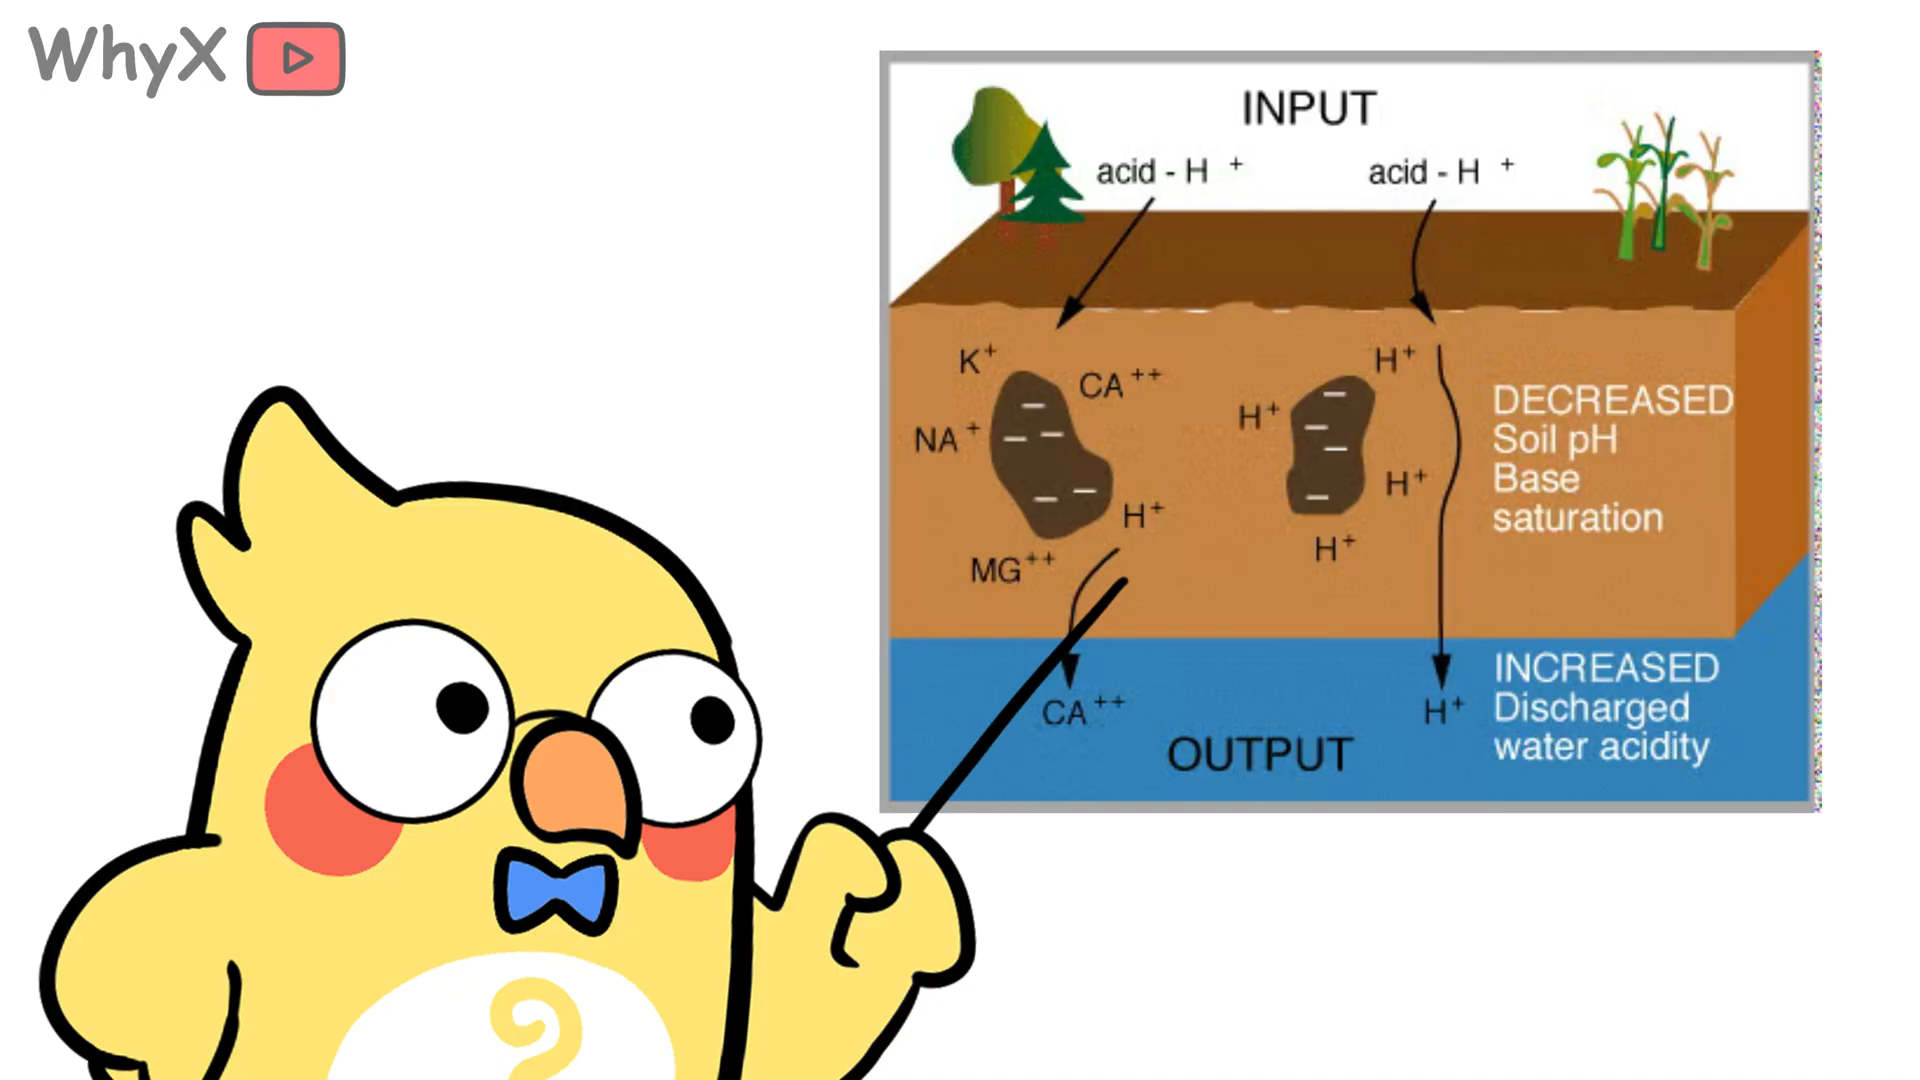 WhyX
INPUT
acid - H +
acid - H +
K+
CA++
NA+
H+
MG++
H+
H+
H+
H+
DECREASED
Soil pH
Base
saturation
CA++
H+
INCREASED
Discharged
water acidity
OUTPUT
?